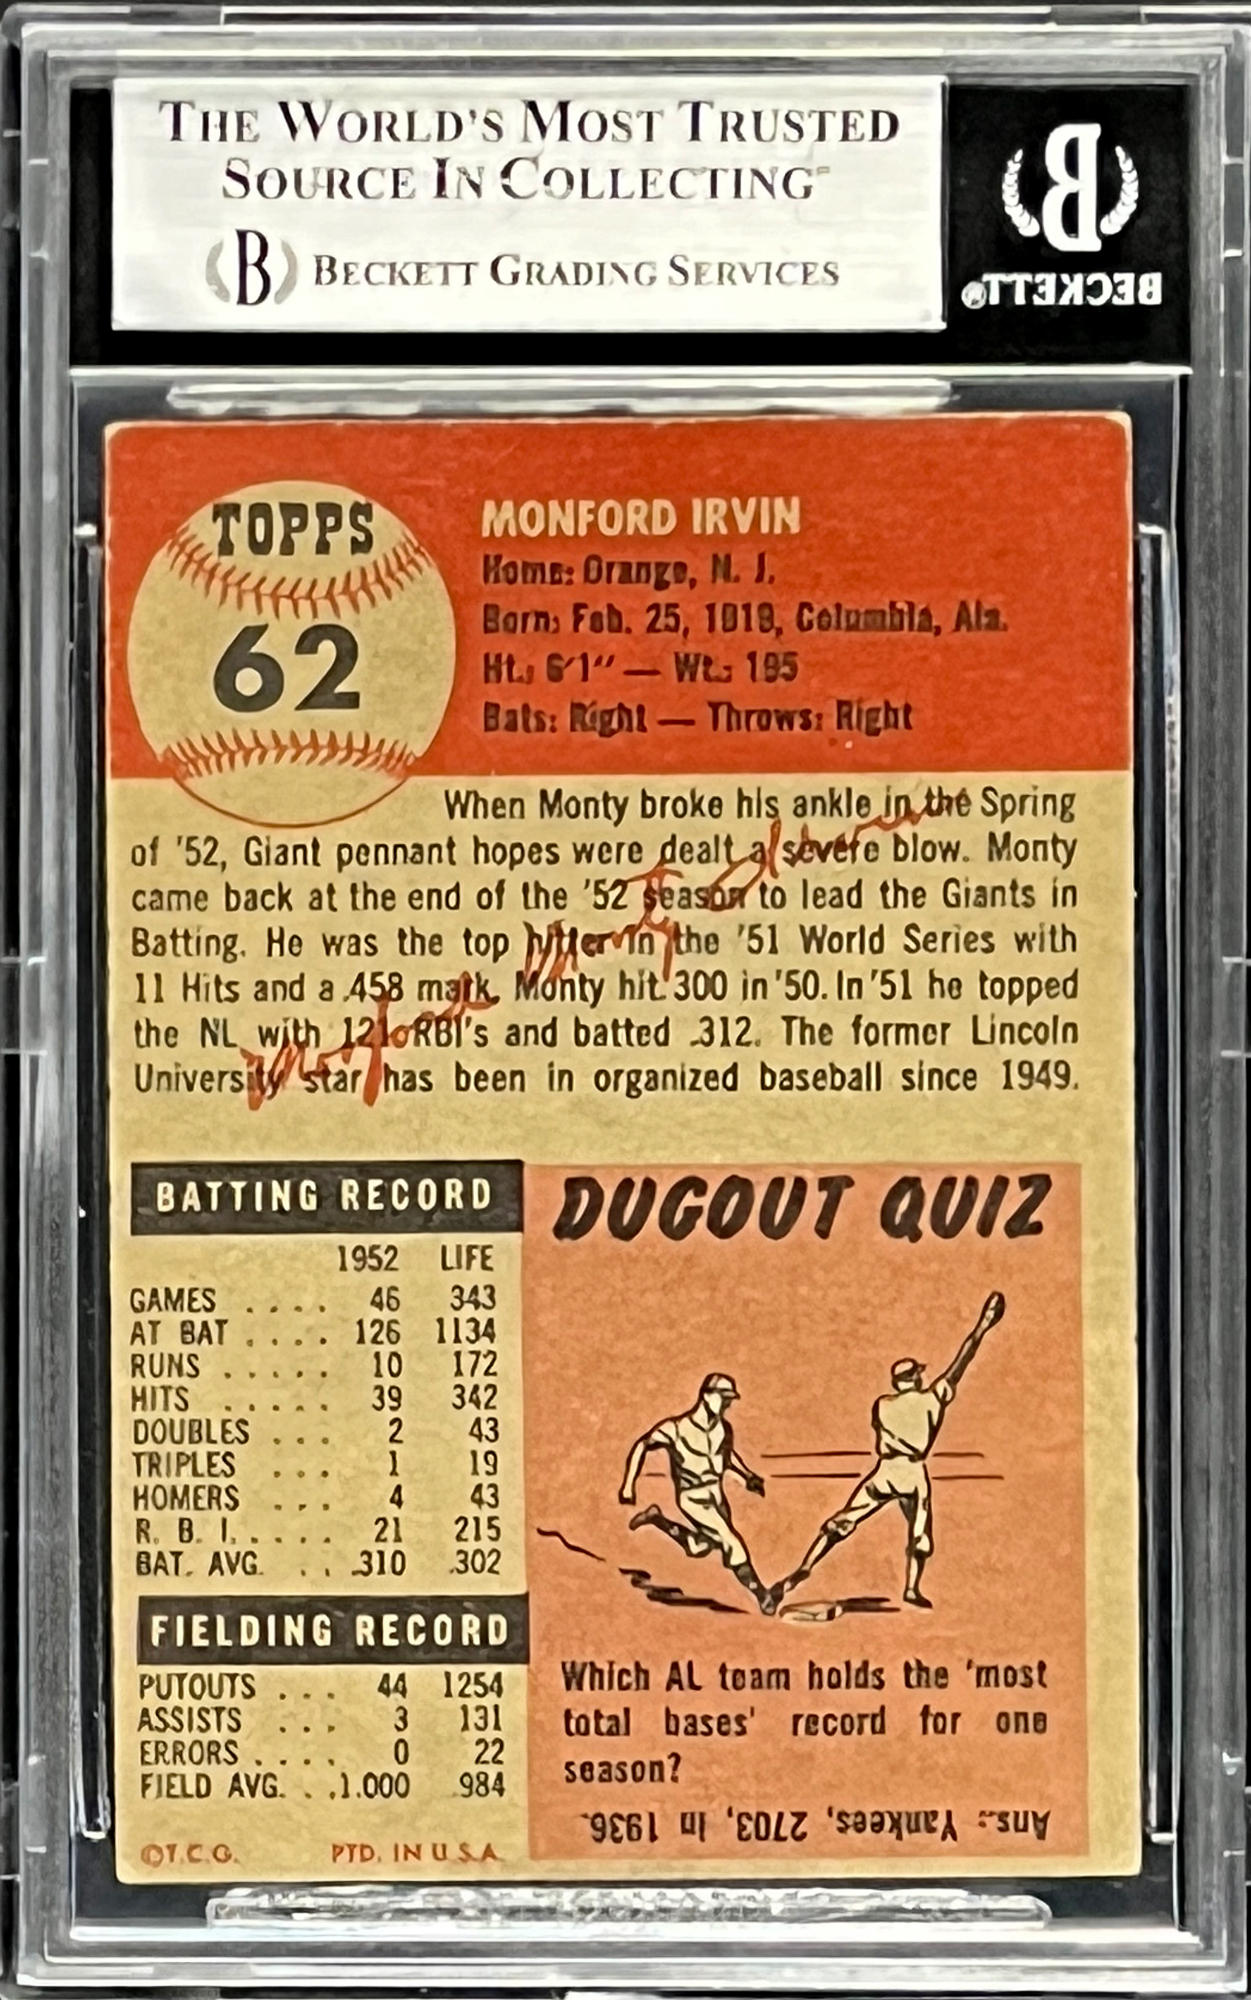 THE WORLD'S MOST TRUSTED
SOURCE IN COLLECTING
B BECKETT GRADING SERVICES
B
BECKETT
TOPPS
62
MONFORD IRVIN
Home: Orange, N. J.
Born: Feb. 25, 1919, Columbia, Ala.
Ht.: 6'1" — Wt.: 195
Bats: Right — Throws: Right
When Monty broke his ankle in the Spring
of '52, Giant pennant hopes were dealt a severe blow. Monty
came back at the end of the '52 season to lead the Giants in
Batting. He was the top hitter in the '51 World Series with
11 Hits and a .458 mark. Monty hit .300 in '50. In '51 he topped
the NL with 121 RBI's and batted .312. The former Lincoln
University star has been in organized baseball since 1949.
Monford Monty Irvin
BATTING RECORD
1952 LIFE
GAMES .... 46 343
AT BAT .... 126 1134
RUNS ..... 10 172
HITS ..... 39 342
DOUBLES ... 2 43
TRIPLES ... 1 19
HOMERS ... 4 43
R. B. I. .... 21 215
BAT. AVG. .. .310 .302
FIELDING RECORD
PUTOUTS ... 44 1254
ASSISTS ... 3 131
ERRORS .... 0 22
FIELD AVG. . .1.000 .984
©T.C.G. PTD. IN U.S.A.
DUGOUT QUIZ
Which AL team holds the 'most
total bases' record for one
season?
Ans.: Yankees, 2703, in 1936.